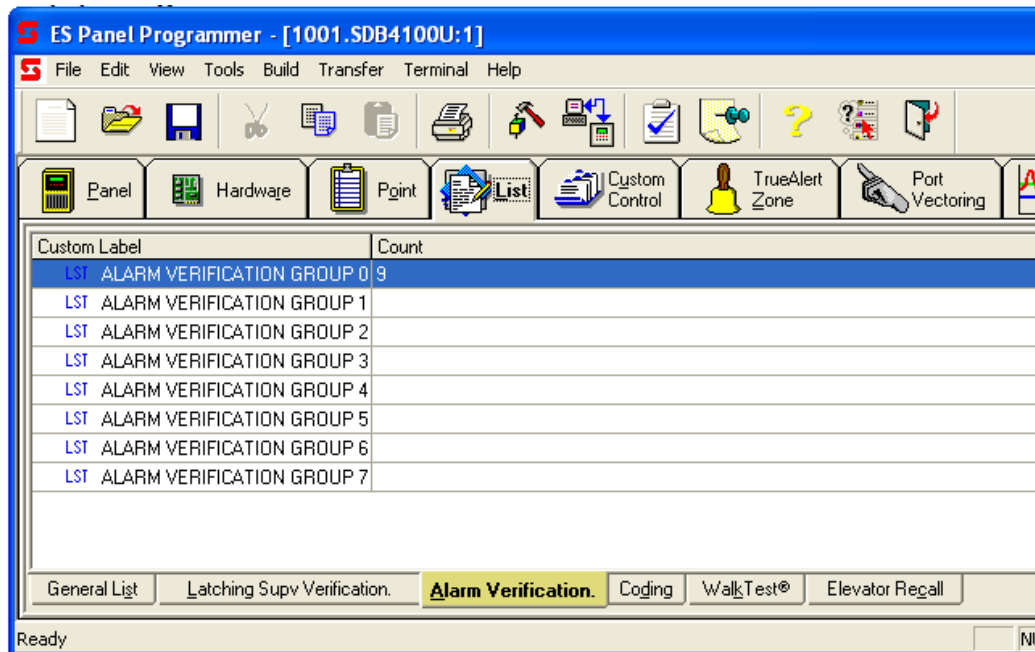 ES Panel Programmer - [1001.SDB4100U:1]
File Edit View Tools Build Transfer Terminal Help
Panel Hardware Point List Custom Control TrueAlert Zone Port Vectoring
Custom Label Count
LST ALARM VERIFICATION GROUP 0 9
LST ALARM VERIFICATION GROUP 1
LST ALARM VERIFICATION GROUP 2
LST ALARM VERIFICATION GROUP 3
LST ALARM VERIFICATION GROUP 4
LST ALARM VERIFICATION GROUP 5
LST ALARM VERIFICATION GROUP 6
LST ALARM VERIFICATION GROUP 7
General List Latching Supv Verification. Alarm Verification. Coding WalkTest® Elevator Recall
Ready